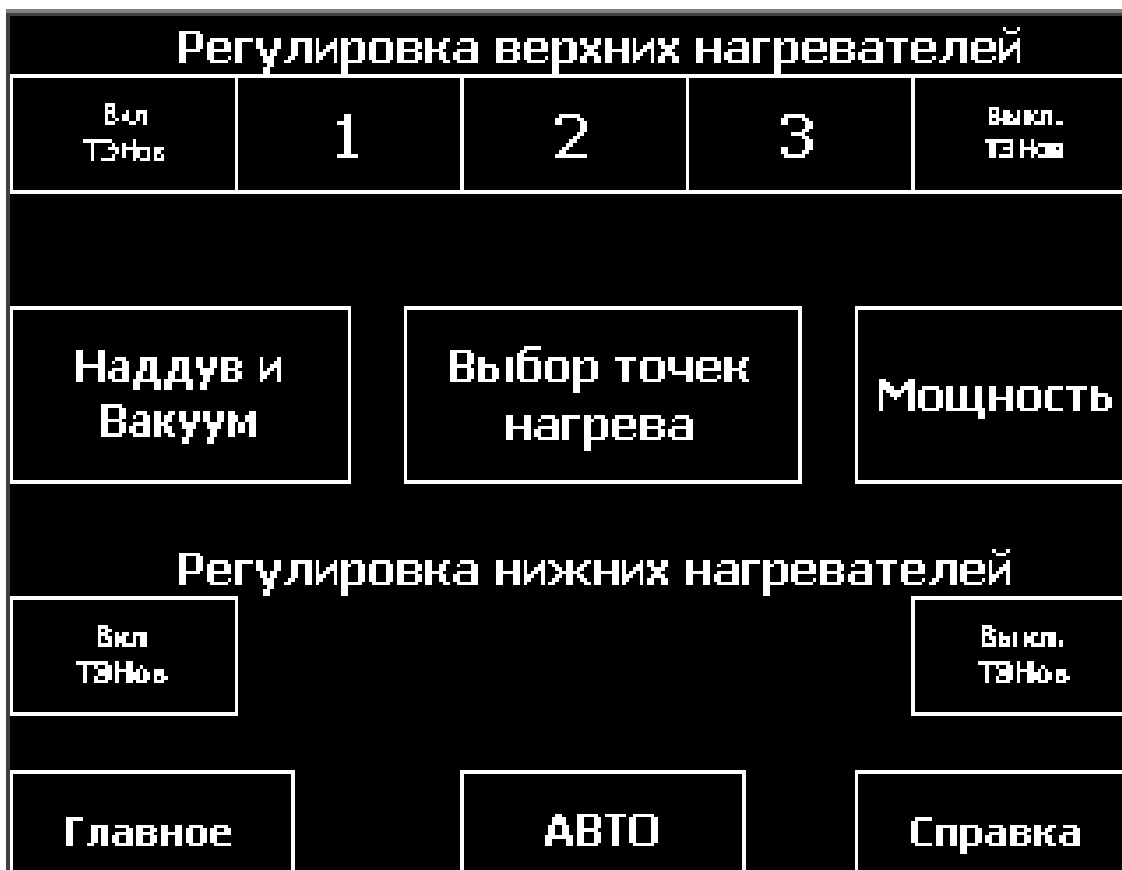 Регулировка верхних нагревателей
Вкл
ТЭНов
1
2
3
Выкл.
ТЭНов
Наддув и
Вакуум
Выбор точек
нагрева
Мощность
Регулировка нижних нагревателей
Вкл
ТЭНов
Выкл.
ТЭНов
Главное
АВТО
Справка